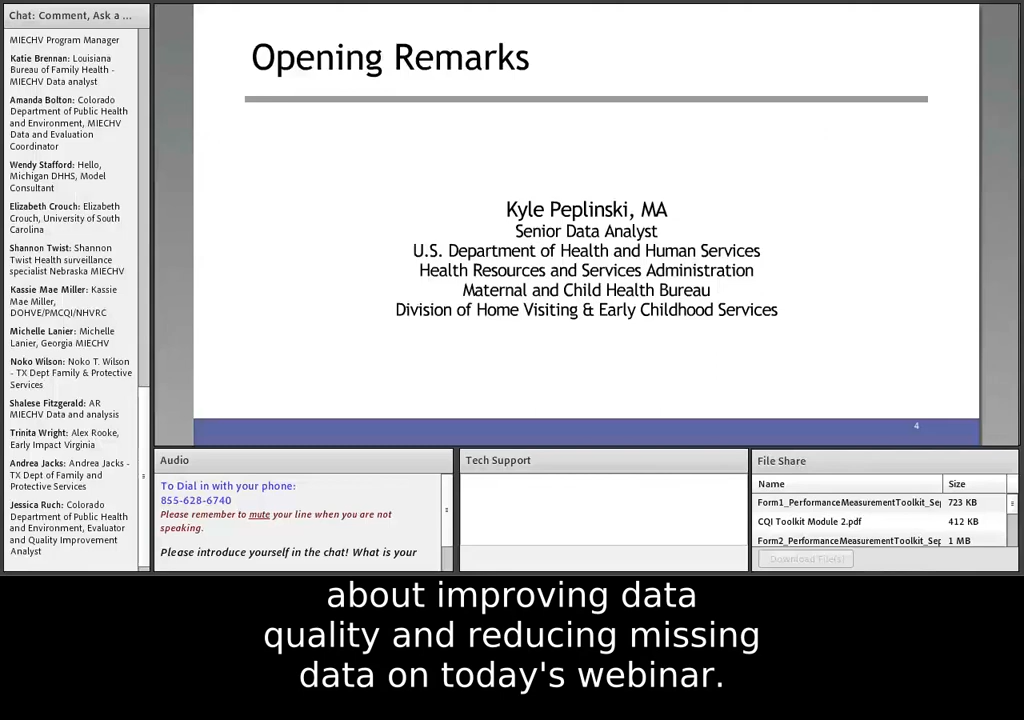 Chat: Comment, Ask a ...
MIECHV Program Manager
Katie Brennan: Louisiana
Bureau of Family Health -
MIECHV Data analyst
Amanda Bolton: Colorado
Department of Public Health
and Environment, MIECHV
Data and Evaluation
Coordinator
Wendy Stafford: Hello,
Michigan DHHS, Model
Consultant
Elizabeth Crouch: Elizabeth
Crouch, University of South
Carolina
Shannon Twist: Shannon
Twist Health surveillance
specialist Nebraska MIECHV
Kassie Mae Miller: Kassie
Mae Miller,
DOHVE/PMCQI/NHVRC
Michelle Lanier: Michelle
Lanier, Georgia MIECHV
Noko Wilson: Noko T. Wilson
- TX Dept Family & Protective
Services
Shalese Fitzgerald: AR
MIECHV Data and analysis
Trinita Wright: Alex Rooke,
Early Impact Virginia
Andrea Jacks: Andrea Jacks -
TX Dept of Family and
Protective Services
Jessica Ruch: Colorado
Department of Public Health
and Environment, Evaluator
and Quality Improvement
Analyst
Opening Remarks
Kyle Peplinski, MA
Senior Data Analyst
U.S. Department of Health and Human Services
Health Resources and Services Administration
Maternal and Child Health Bureau
Division of Home Visiting & Early Childhood Services
4
Audio
To Dial in with your phone:
855-628-6740
Please remember to mute your line when you are not
speaking.
Please introduce yourself in the chat! What is your
Tech Support
File Share
Name Size
Form1_PerformanceMeasurementToolkit_Sep 723 KB
CQI Toolkit Module 2.pdf 412 KB
Form2_PerformanceMeasurementToolkit_Sep 1 MB
Download File(s)
about improving data
quality and reducing missing
data on today's webinar.